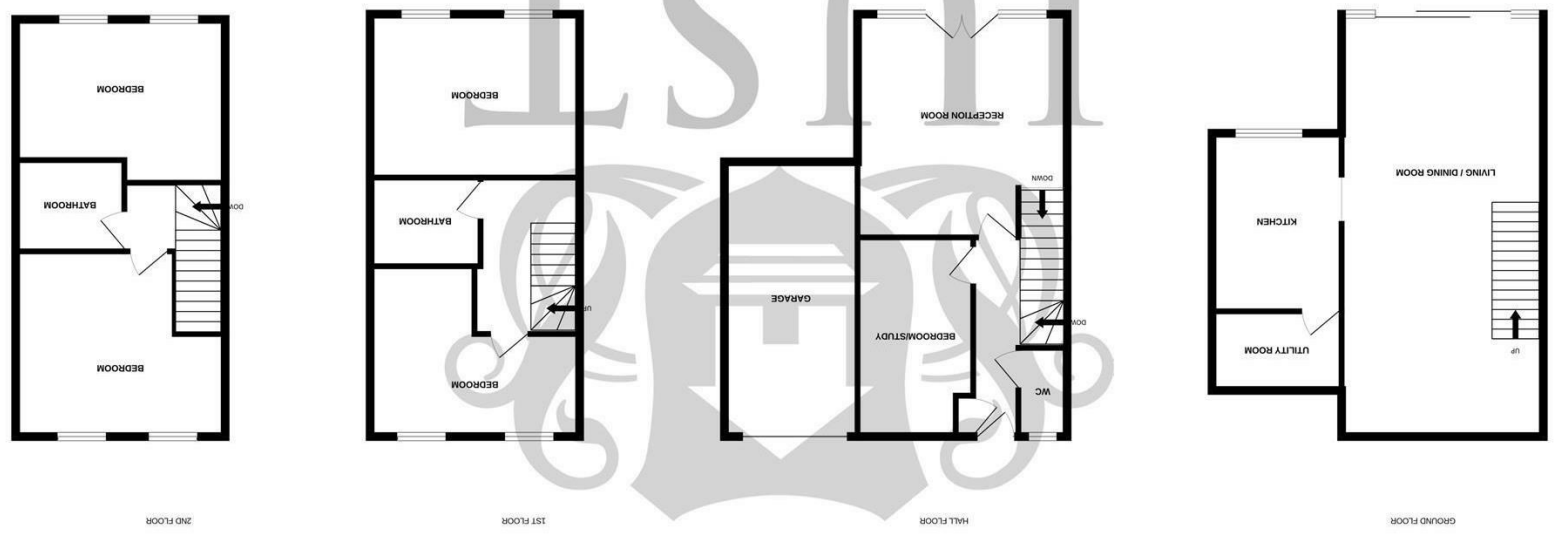 GROUND FLOOR
UP
UTILITY ROOM
KITCHEN
LIVING / DINING ROOM
HALL FLOOR
WC
DOWN
BEDROOM/STUDY
GARAGE
DOWN
RECEPTION ROOM
1ST FLOOR
BEDROOM
UP
BATHROOM
BEDROOM
2ND FLOOR
BEDROOM
DOWN
BATHROOM
BEDROOM